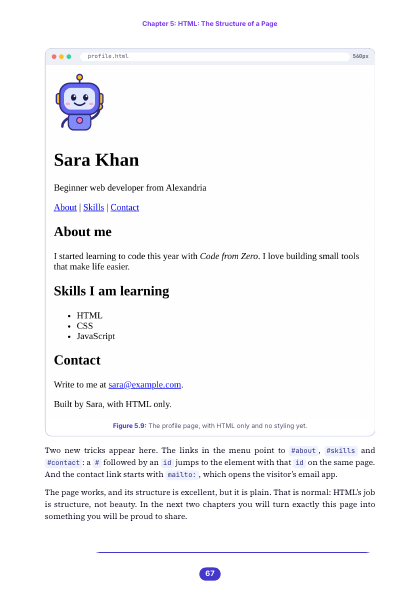 Chapter 5: HTML: The Structure of a Page
profile.html
560px
Sara Khan
Beginner web developer from Alexandria
About | Skills | Contact
About me
I started learning to code this year with Code from Zero. I love building small tools
that make life easier.
Skills I am learning
• HTML
• CSS
• JavaScript
Contact
Write to me at sara@example.com.
Built by Sara, with HTML only.
Figure 5.9: The profile page, with HTML only and no styling yet.
Two new tricks appear here. The links in the menu point to #about, #skills and
#contact: a # followed by an id jumps to the element with that id on the same page.
And the contact link starts with mailto:, which opens the visitor's email app.
The page works, and its structure is excellent, but it is plain. That is normal: HTML's job
is structure, not beauty. In the next two chapters you will turn exactly this page into
something you will be proud to share.
67